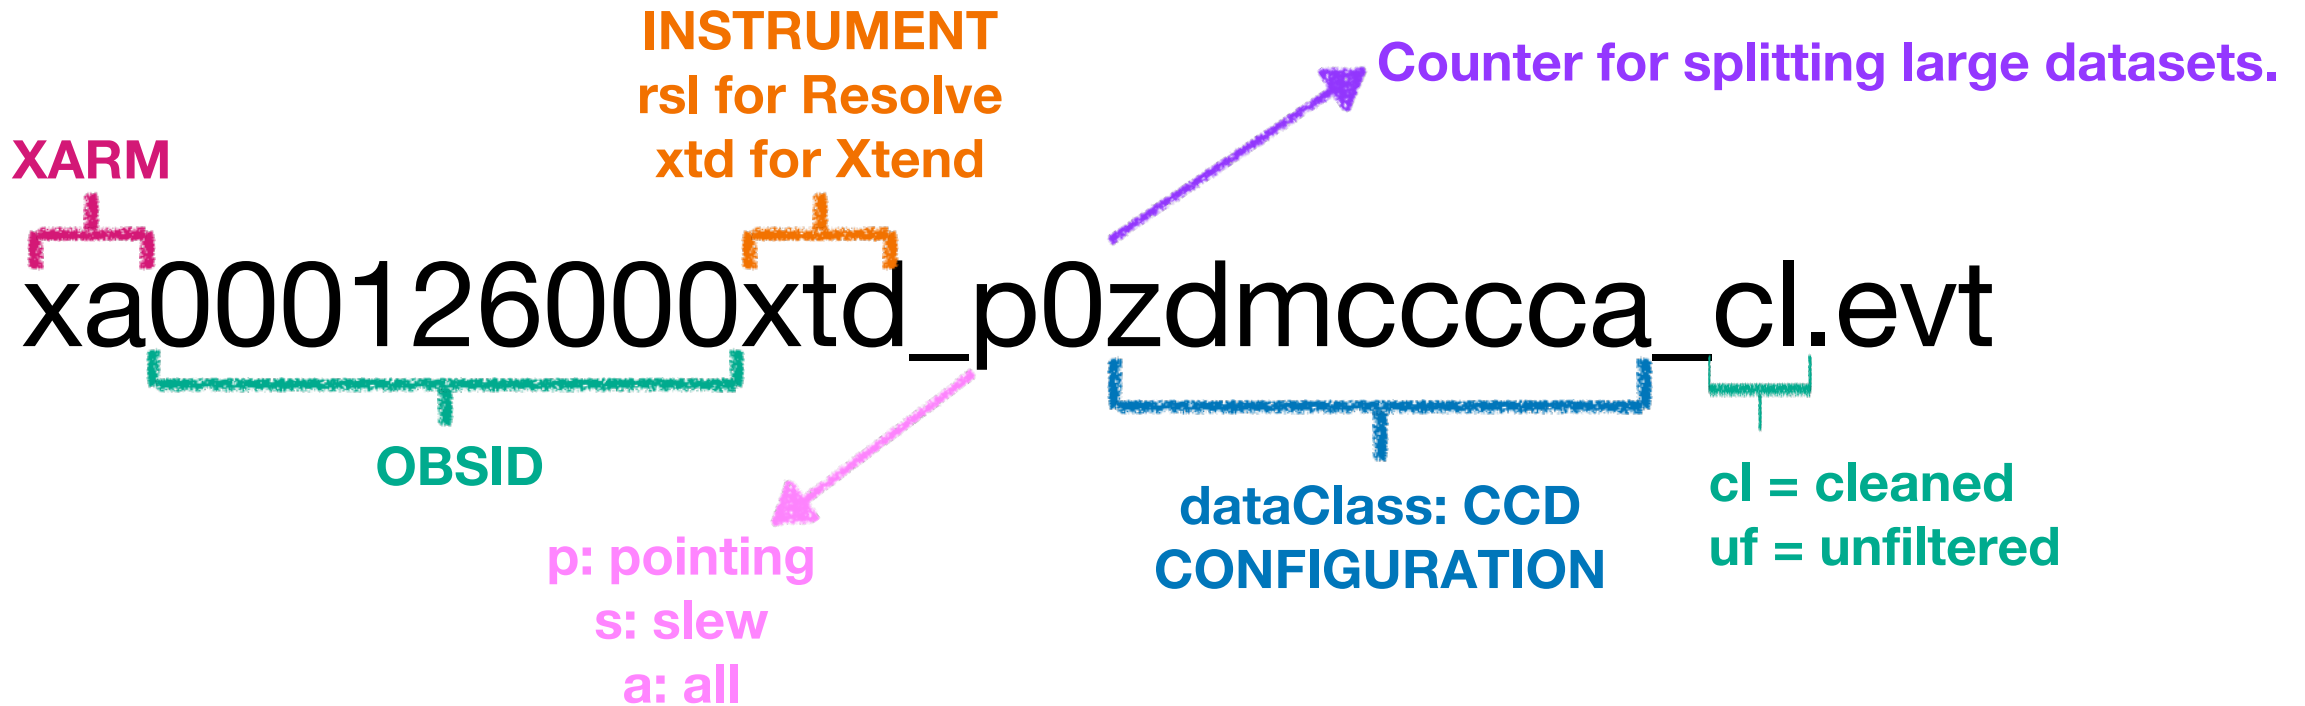 INSTRUMENT
rsl for Resolve
xtd for Xtend
Counter for splitting large datasets.
XARM
xa000126000xtd_p0zdmcccca_cl.evt
OBSID
p: pointing
s: slew
a: all
dataClass: CCD
CONFIGURATION
cl = cleaned
uf = unfiltered